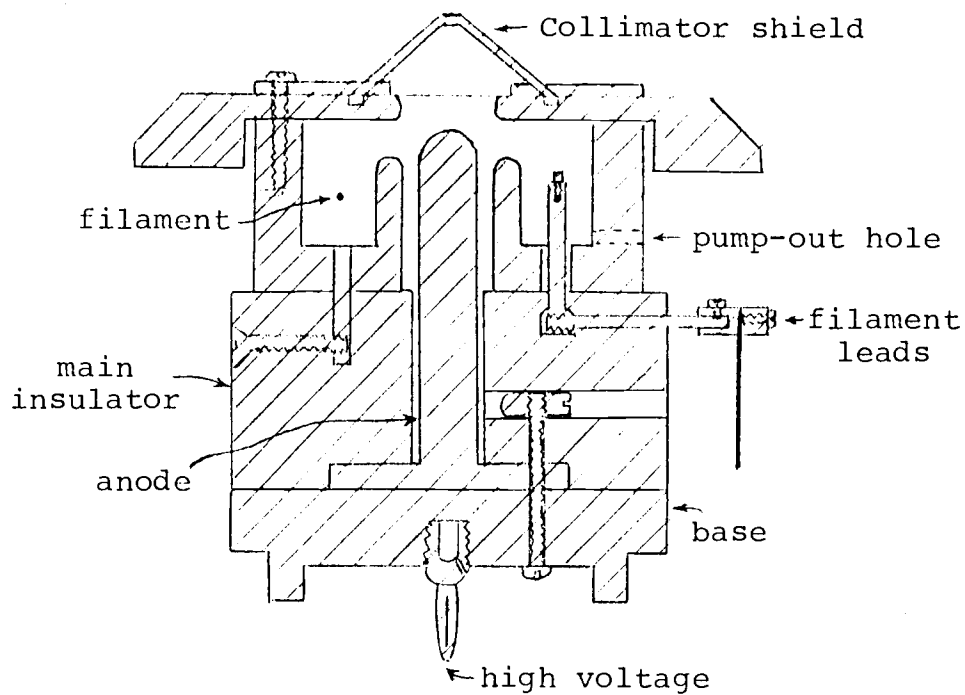 Collimator shield
filament
pump-out hole
filament
leads
main
insulator
anode
base
high voltage